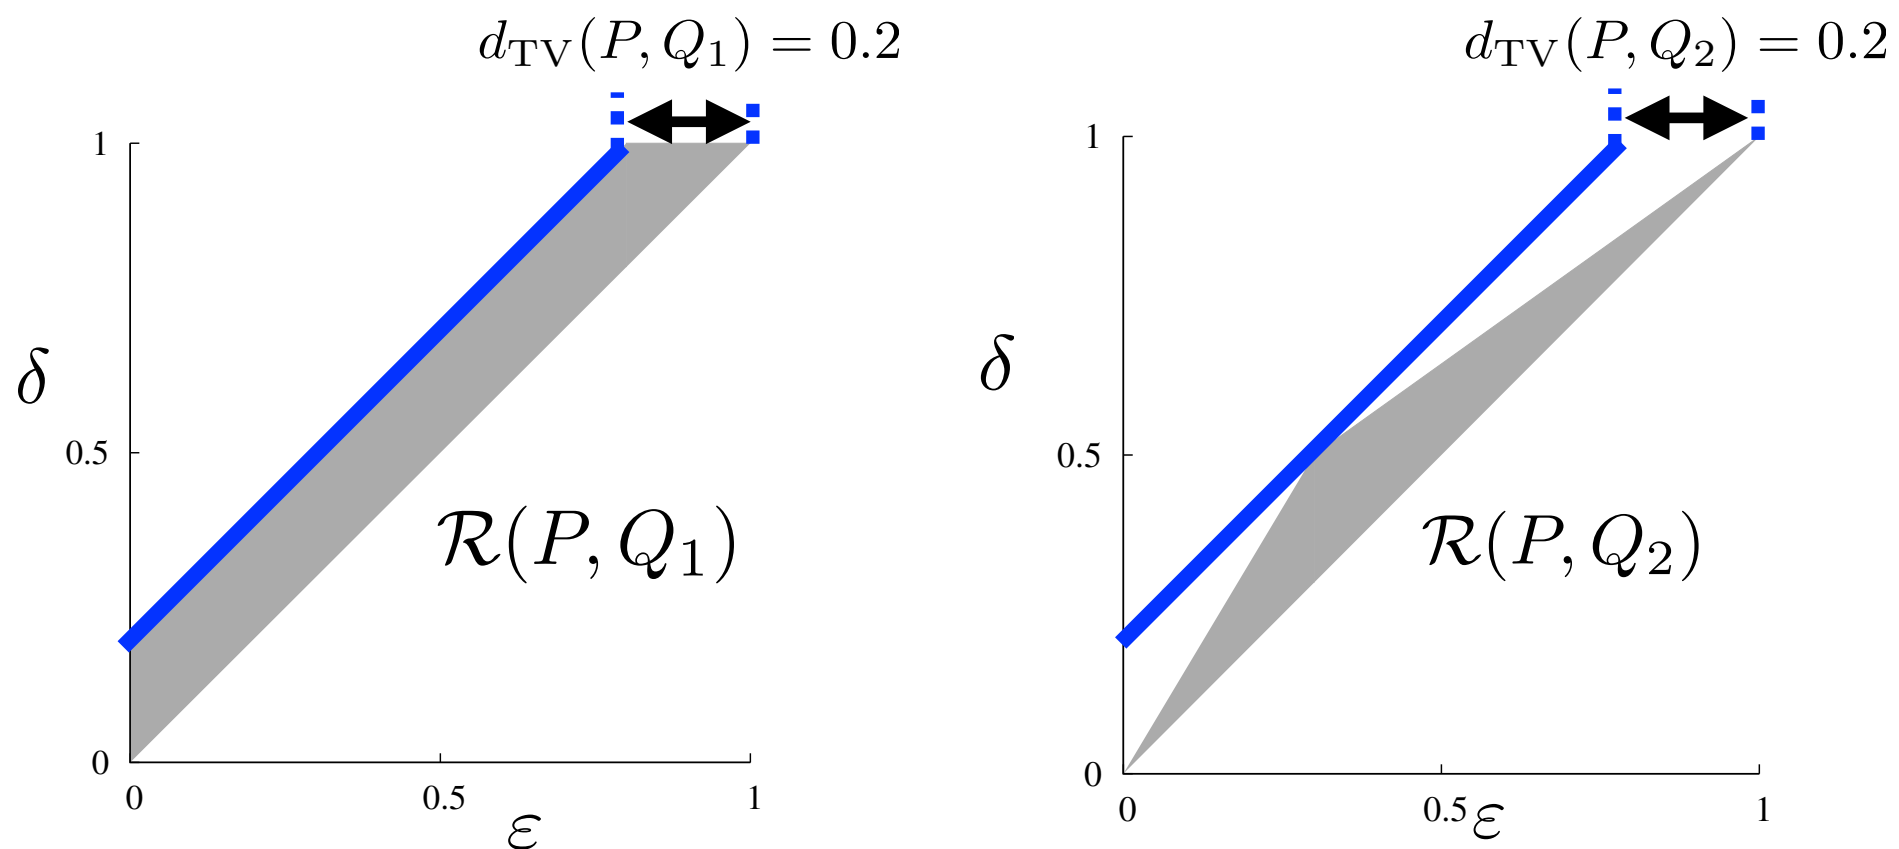 d_TV(P, Q_1) = 0.2
1
δ
0.5
R(P, Q_1)
0
0 0.5 1
ε
d_TV(P, Q_2) = 0.2
1
δ
0.5
R(P, Q_2)
0
0 0.5 1
ε